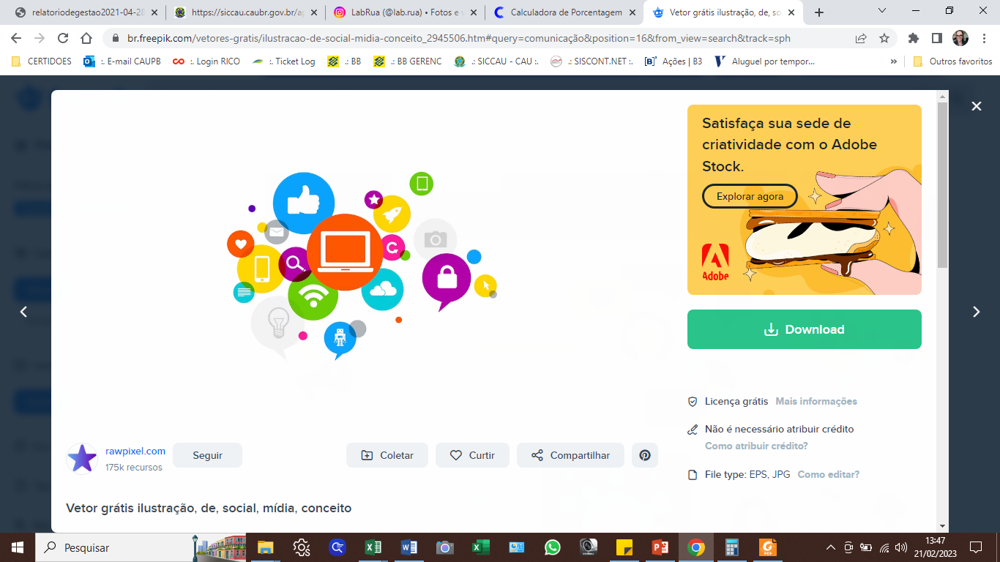 relatoriodegestao2021-04-28
https://siccau.caubr.gov.br/ap
LabRua (@lab.rua) • Fotos e v
Calculadora de Porcentagem
Vetor grátis ilustração, de, so
br.freepik.com/vetores-gratis/ilustracao-de-social-midia-conceito_2945506.htm#query=comunicação&position=16&from_view=search&track=sph
CERTIDOES
:. E-mail CAUPB
:. Login RICO
:. Ticket Log
.: BB
.: BB GERENC
.: SICCAU - CAU :.
.: SISCONT.NET :.
Ações | B3
Aluguel por tempor...
»
Outros favoritos
Satisfaça sua sede de
criatividade com o Adobe
Stock.
Explorar agora
Adobe
Download
Licença grátis Mais informações
Não é necessário atribuir crédito
Como atribuir crédito?
File type: EPS, JPG Como editar?
rawpixel.com
175k recursos
Seguir
Coletar
Curtir
Compartilhar
Vetor grátis ilustração, de, social, mídia, conceito
Pesquisar
13:47
21/02/2023